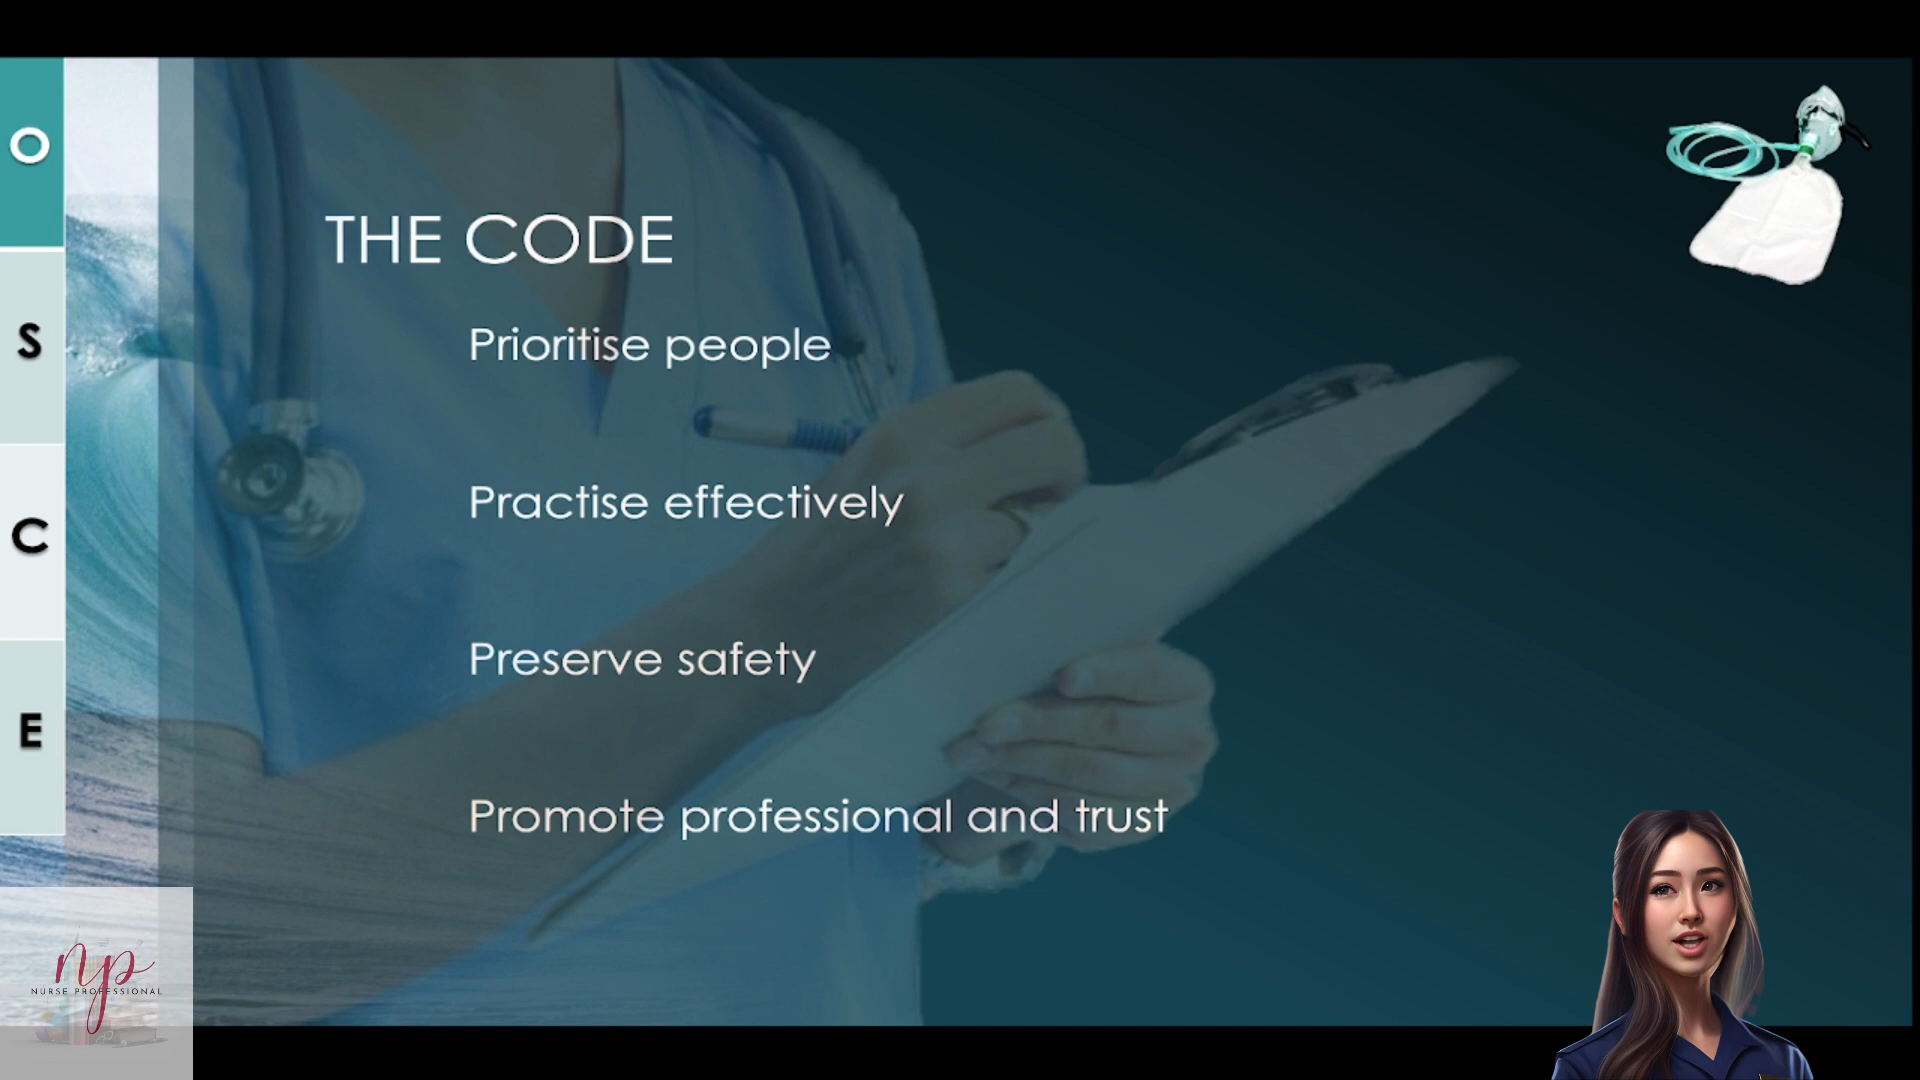 O
S
C
E
THE CODE
Prioritise people
Practise effectively
Preserve safety
Promote professional and trust
np
NURSE PROFESSIONAL